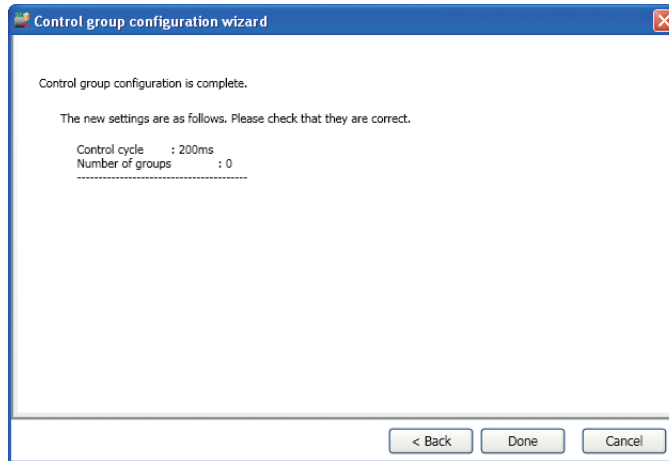 Control group configuration wizard
Control group configuration is complete.
The new settings are as follows. Please check that they are correct.
Control cycle : 200ms
Number of groups : 0
----------------------------------------
< Back Done Cancel